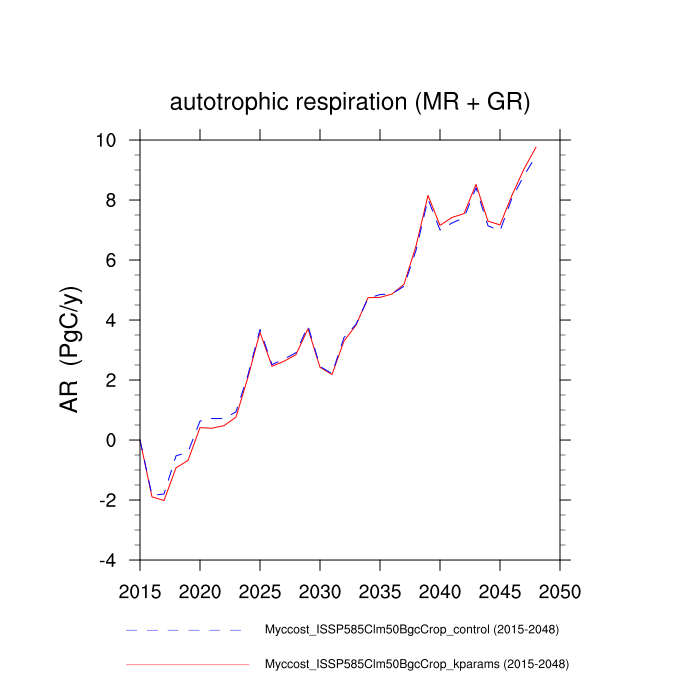 autotrophic respiration (MR + GR)
AR (PgC/y)
10
8
6
4
2
0
-2
-4
2015 2020 2025 2030 2035 2040 2045 2050
Myccost_ISSP585Clm50BgcCrop_control (2015-2048)
Myccost_ISSP585Clm50BgcCrop_kparams (2015-2048)